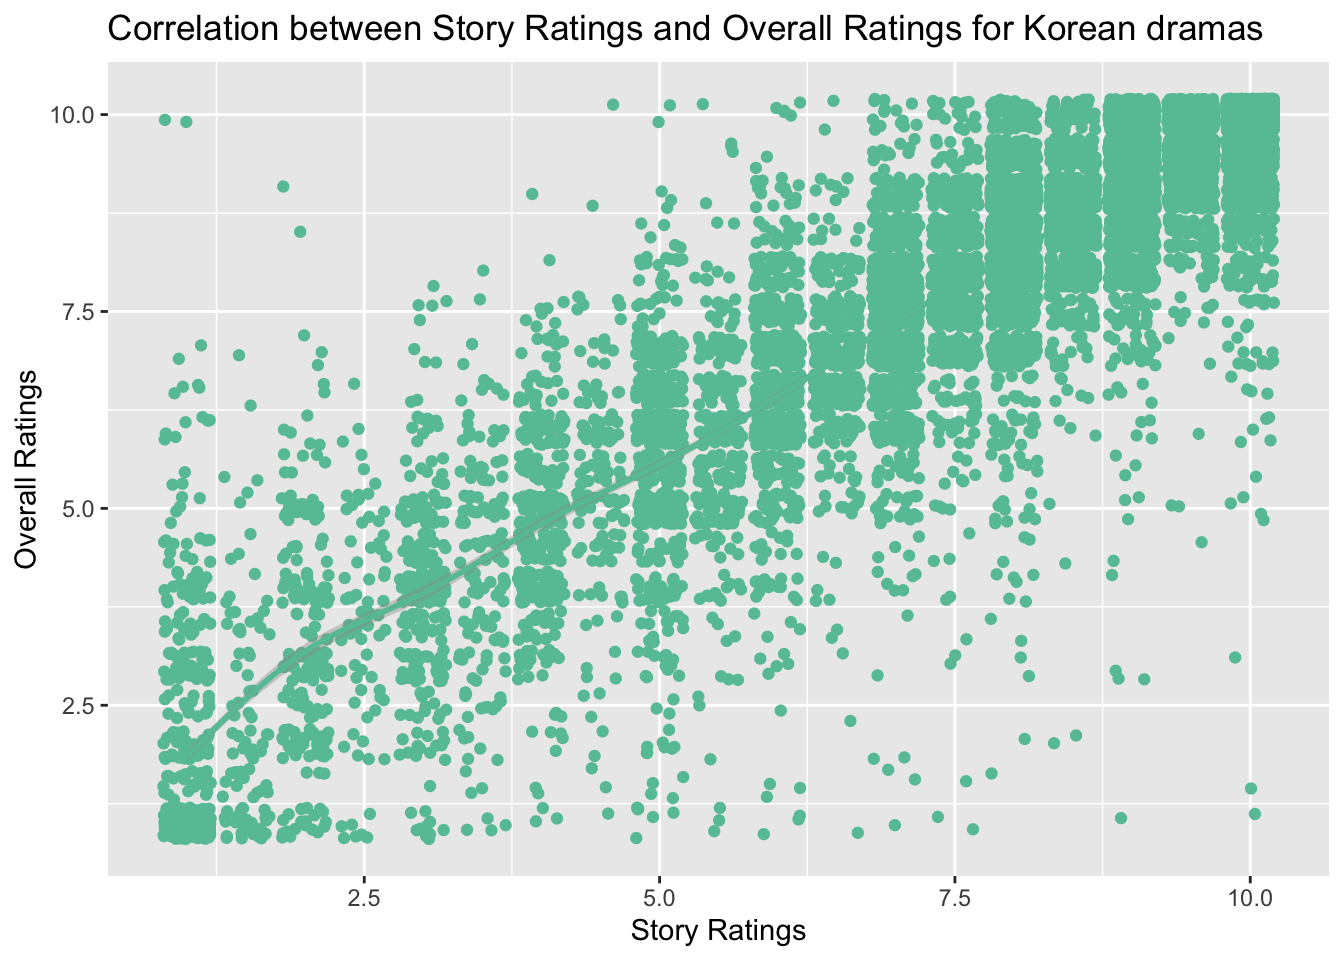 Correlation between Story Ratings and Overall Ratings for Korean dramas
Overall Ratings
10.0
7.5
5.0
2.5
2.5 5.0 7.5 10.0
Story Ratings